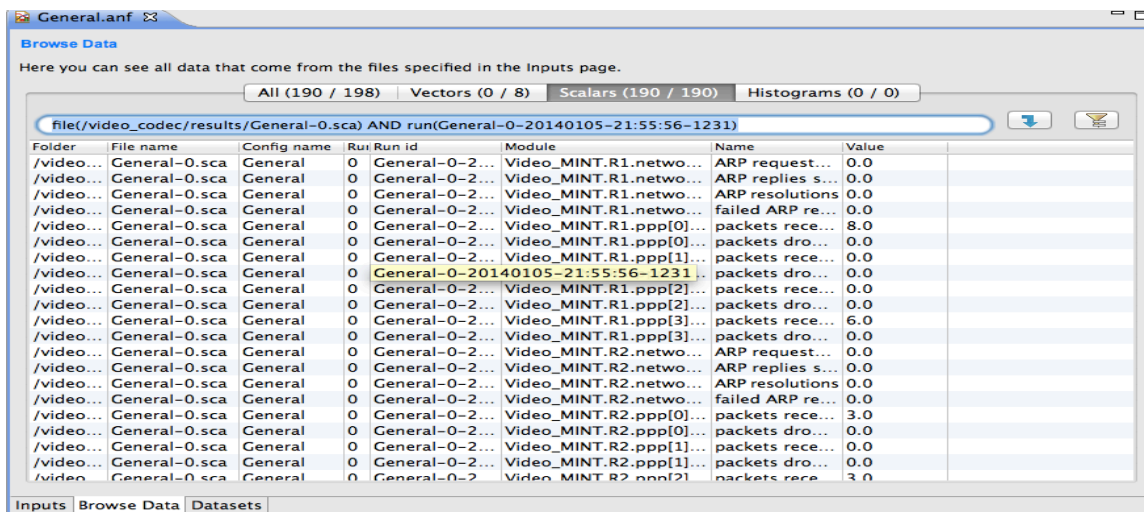 General.anf
Browse Data
Here you can see all data that come from the files specified in the Inputs page.
All (190 / 198) Vectors (0 / 8) Scalars (190 / 190) Histograms (0 / 0)
file(/video_codec/results/General-0.sca) AND run(General-0-20140105-21:55:56-1231)
Folder File name Config name Rui Run id Module Name Value
/video... General-0.sca General 0 General-0-2... Video_MINT.R1.netwo... ARP request... 0.0
/video... General-0.sca General 0 General-0-2... Video_MINT.R1.netwo... ARP replies s... 0.0
/video... General-0.sca General 0 General-0-2... Video_MINT.R1.netwo... ARP resolutions 0.0
/video... General-0.sca General 0 General-0-2... Video_MINT.R1.netwo... failed ARP re... 0.0
/video... General-0.sca General 0 General-0-2... Video_MINT.R1.ppp[0]... packets rece... 8.0
/video... General-0.sca General 0 General-0-2... Video_MINT.R1.ppp[0]... packets dro... 0.0
/video... General-0.sca General 0 General-0-2... Video_MINT.R1.ppp[1]... packets rece... 0.0
/video... General-0.sca General 0 General-0-20140105-21:55:56-1231 packets dro... 0.0
/video... General-0.sca General 0 General-0-2... Video_MINT.R1.ppp[2]... packets rece... 0.0
/video... General-0.sca General 0 General-0-2... Video_MINT.R1.ppp[2]... packets dro... 0.0
/video... General-0.sca General 0 General-0-2... Video_MINT.R1.ppp[3]... packets rece... 6.0
/video... General-0.sca General 0 General-0-2... Video_MINT.R1.ppp[3]... packets dro... 0.0
/video... General-0.sca General 0 General-0-2... Video_MINT.R2.netwo... ARP request... 0.0
/video... General-0.sca General 0 General-0-2... Video_MINT.R2.netwo... ARP replies s... 0.0
/video... General-0.sca General 0 General-0-2... Video_MINT.R2.netwo... ARP resolutions 0.0
/video... General-0.sca General 0 General-0-2... Video_MINT.R2.netwo... failed ARP re... 0.0
/video... General-0.sca General 0 General-0-2... Video_MINT.R2.ppp[0]... packets rece... 3.0
/video... General-0.sca General 0 General-0-2... Video_MINT.R2.ppp[0]... packets dro... 0.0
/video... General-0.sca General 0 General-0-2... Video_MINT.R2.ppp[1]... packets rece... 0.0
/video... General-0.sca General 0 General-0-2... Video_MINT.R2.ppp[1]... packets dro... 0.0
/video... General-0.sca General 0 General-0-2... Video_MINT.R2.ppp[2]... packets rece... 3.0
Inputs Browse Data Datasets